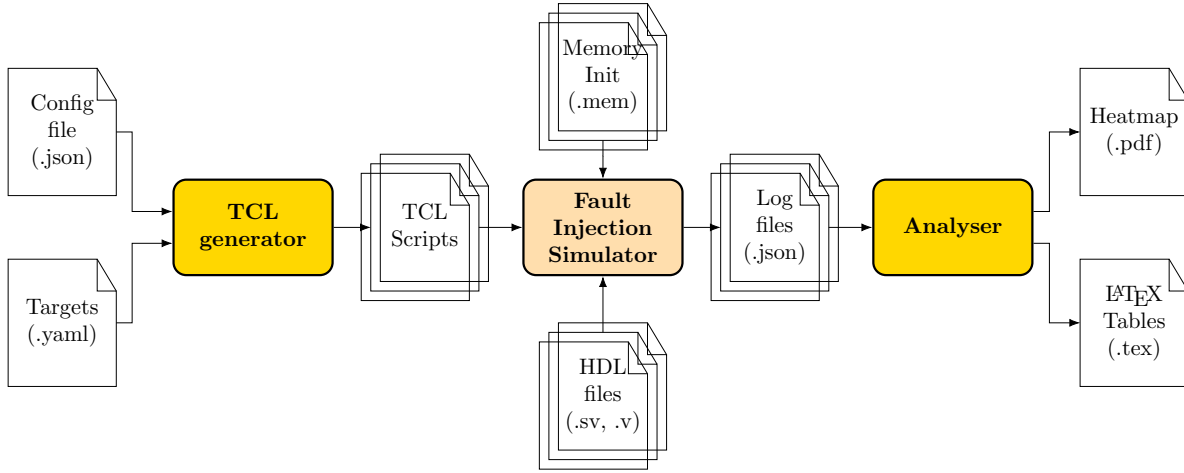 Config
file
(.json)
Targets
(.yaml)
TCL
generator
TCL
Scripts
Memory
Init
(.mem)
Fault
Injection
Simulator
HDL
files
(.sv, .v)
Log
files
(.json)
Analyser
Heatmap
(.pdf)
LATEX
Tables
(.tex)